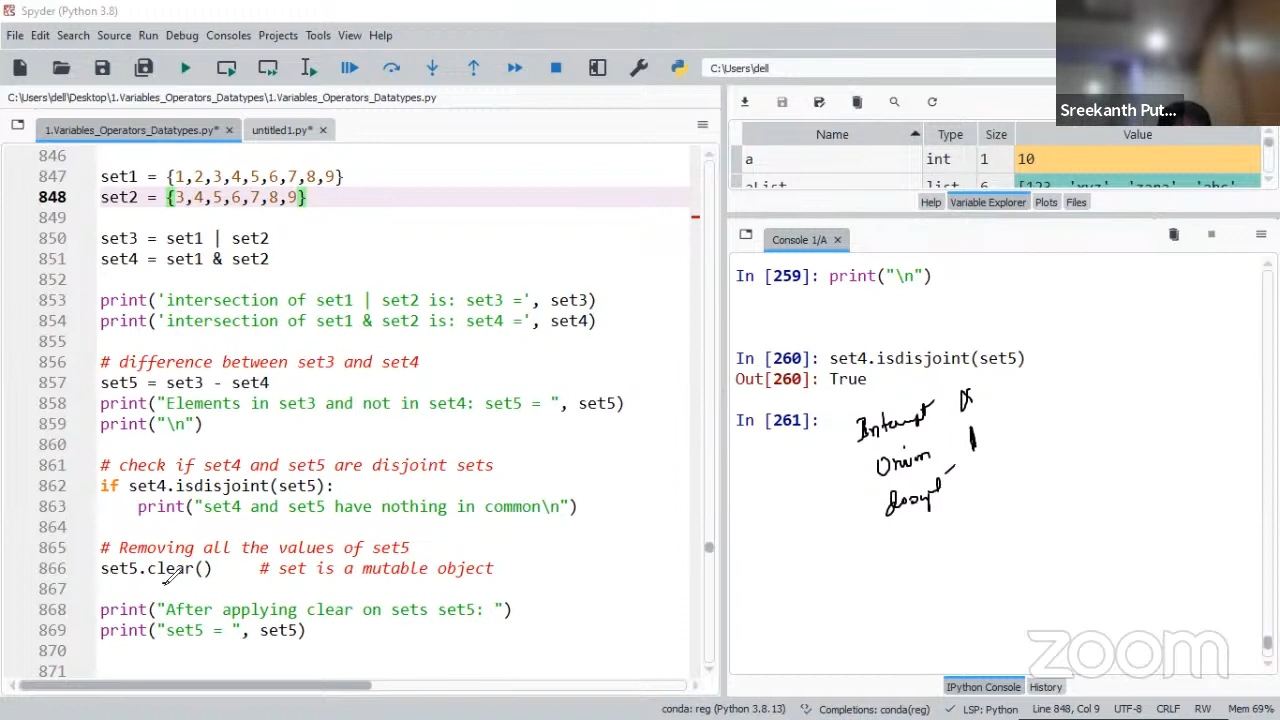 Spyder (Python 3.8)
File Edit Search Source Run Debug Consoles Projects Tools View Help
C:\Users\dell
C:\Users\dell\Desktop\1.Variables_Operators_Datatypes\1.Variables_Operators_Datatypes.py
1.Variables_Operators_Datatypes.py* untitled1.py*
846
847 set1 = {1,2,3,4,5,6,7,8,9}
848 set2 = {3,4,5,6,7,8,9}
849
850 set3 = set1 | set2
851 set4 = set1 & set2
852
853 print('intersection of set1 | set2 is: set3 =', set3)
854 print('intersection of set1 & set2 is: set4 =', set4)
855
856 # difference between set3 and set4
857 set5 = set3 - set4
858 print("Elements in set3 and not in set4: set5 = ", set5)
859 print("\n")
860
861 # check if set4 and set5 are disjoint sets
862 if set4.isdisjoint(set5):
863 print("set4 and set5 have nothing in common\n")
864
865 # Removing all the values of set5
866 set5.clear() # set is a mutable object
867
868 print("After applying clear on sets set5: ")
869 print("set5 = ", set5)
870
871
Sreekanth Put...
Name Type Size Value
a int 1 10
aList list 6 [123, 'xyz', 'zara', 'abc',
Help Variable Explorer Plots Files
Console 1/A
In [259]: print("\n")
In [260]: set4.isdisjoint(set5)
Out[260]: True
In [261]:
zoom
IPython Console History
conda: reg (Python 3.8.13) Completions: conda(reg) LSP: Python Line 848, Col 9 UTF-8 CRLF RW Mem 69%